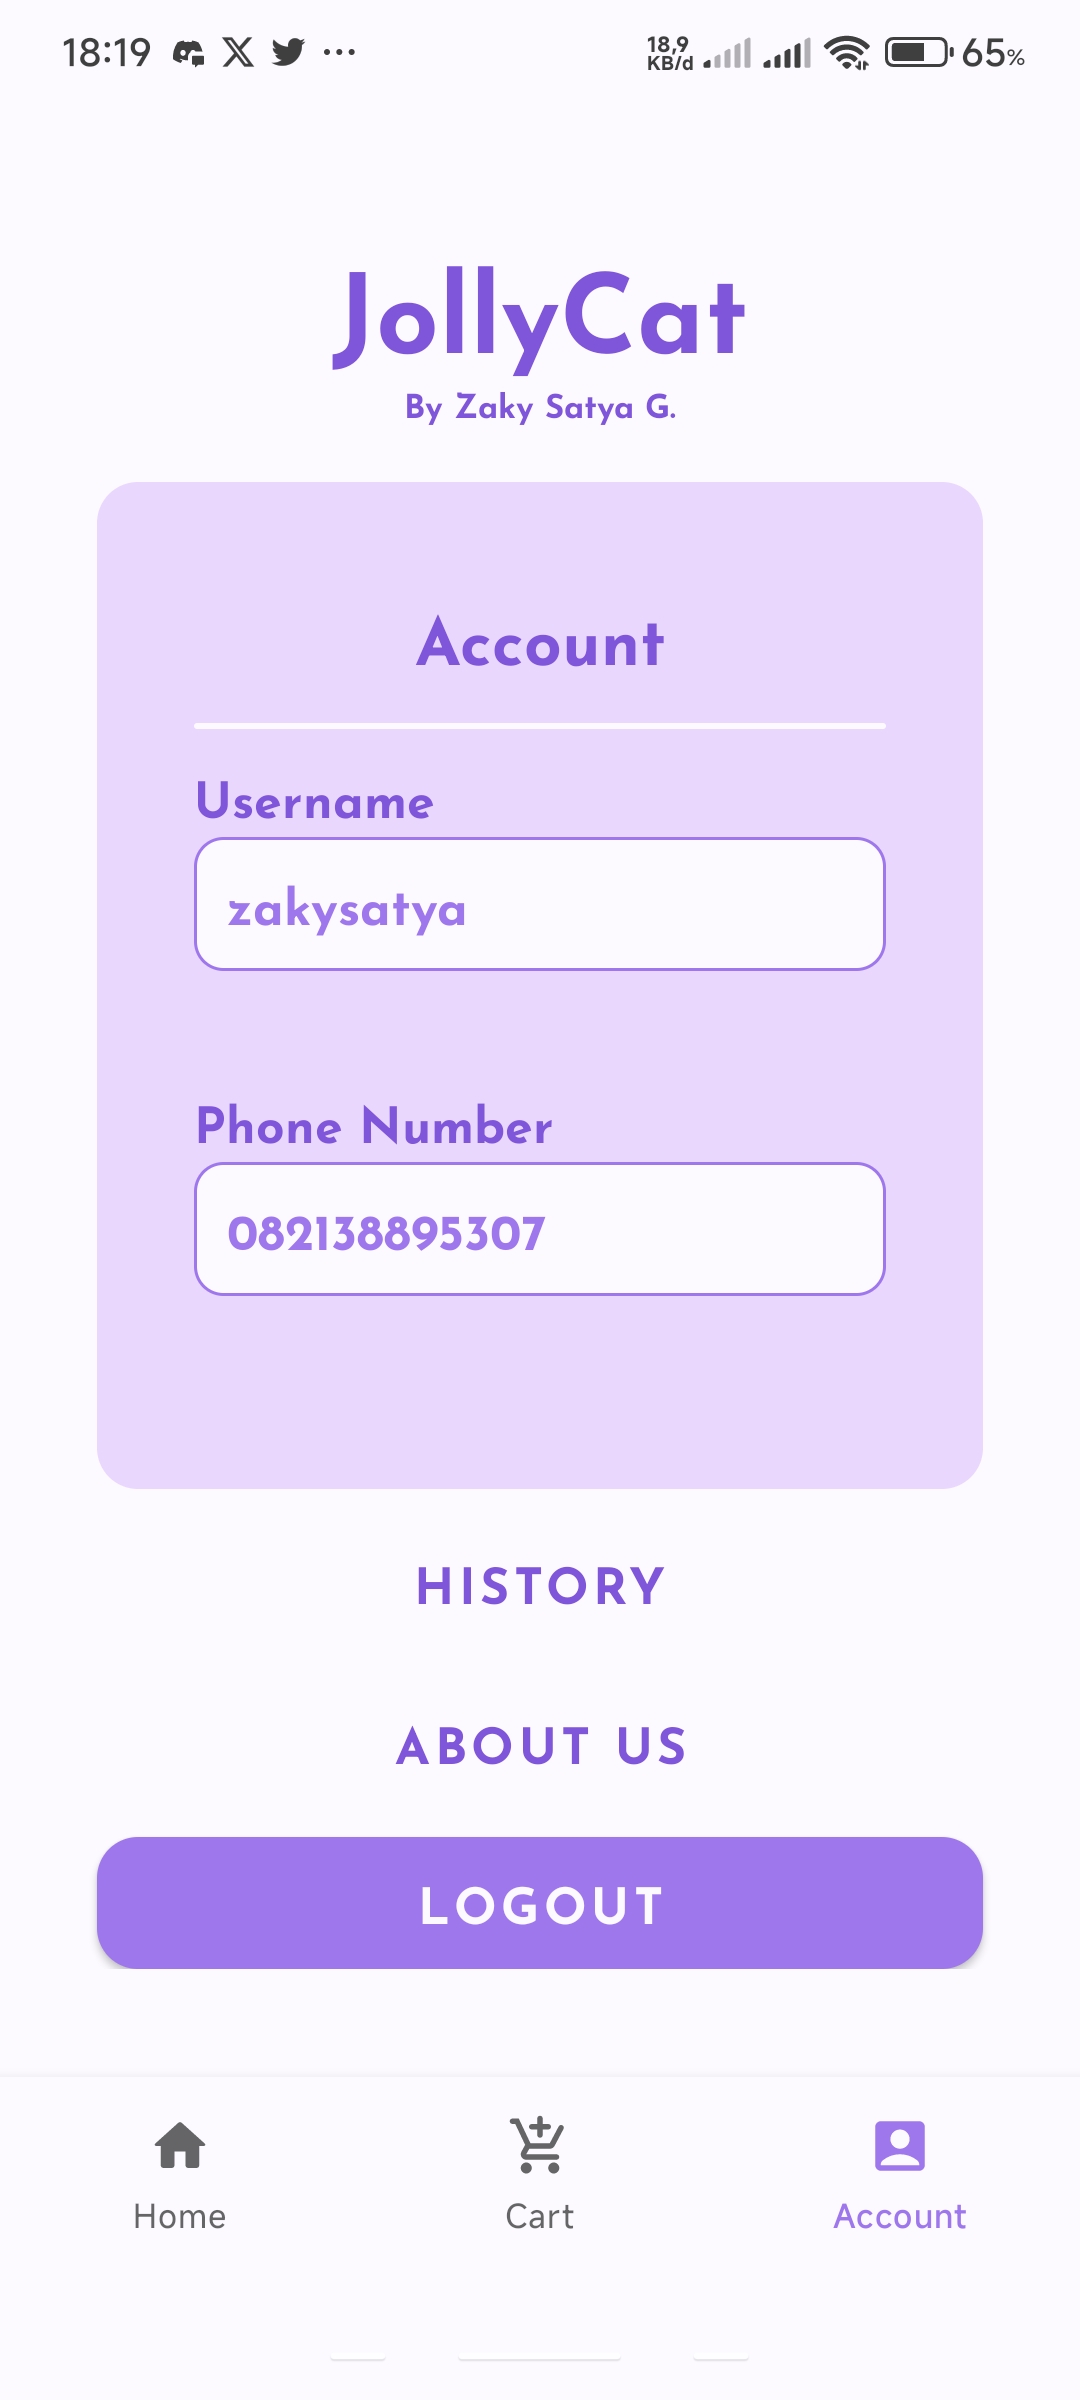 18:19 18,9 KB/d 65%
JollyCat
By Zaky Satya G.
Account
Username
zakysatya
Phone Number
082138895307
HISTORY
ABOUT US
LOGOUT
Home Cart Account